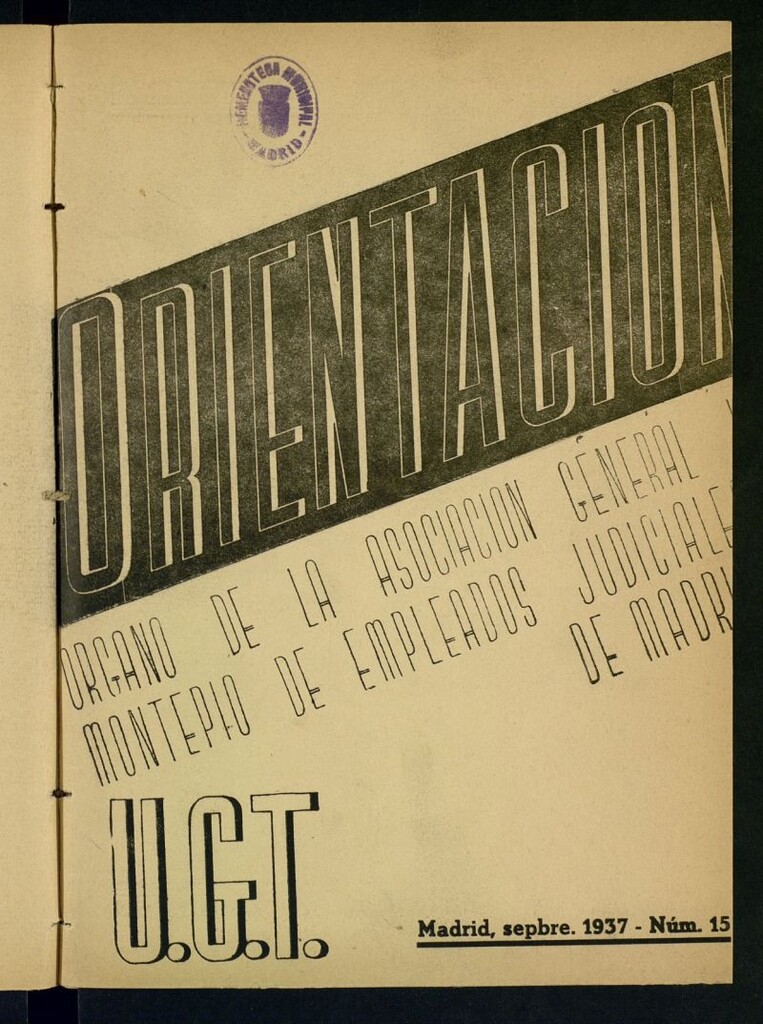 HEMEROTECA MUNICIPAL
- MADRID -
ORIENTACION
ORGANO DE LA ASOCIACION GENERAL
MONTEPIO DE EMPLEADOS JUDICIALE
DE MADRI
U.G.T.
Madrid, sepbre. 1937 - Núm. 15